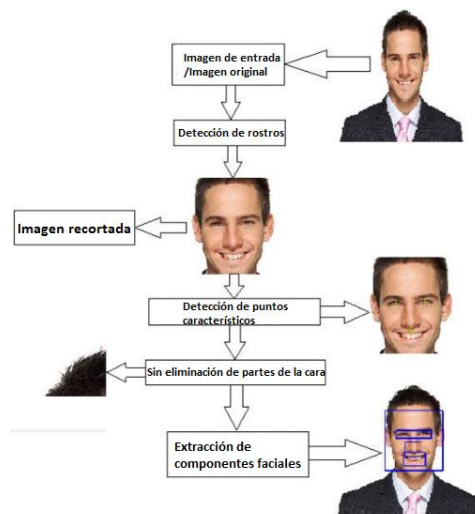 Imagen de entrada
/Imagen original
Detección de rostros
Imagen recortada
Detección de puntos
característicos
Sin eliminación de partes de la cara
Extracción de
componentes faciales